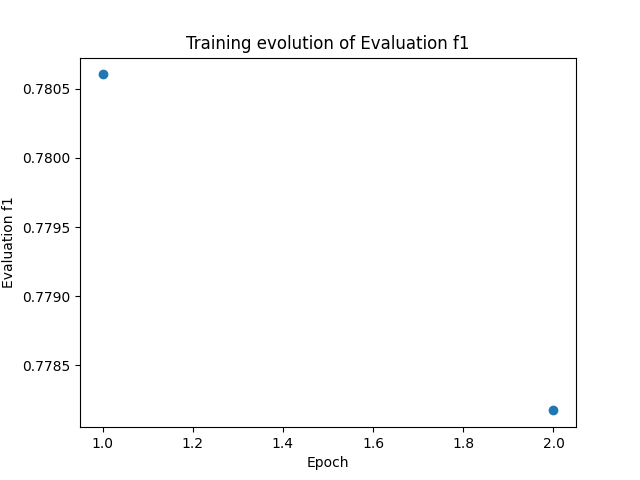 Training evolution of Evaluation f1
Evaluation f1
0.7805
0.7800
0.7795
0.7790
0.7785
1.0 1.2 1.4 1.6 1.8 2.0
Epoch